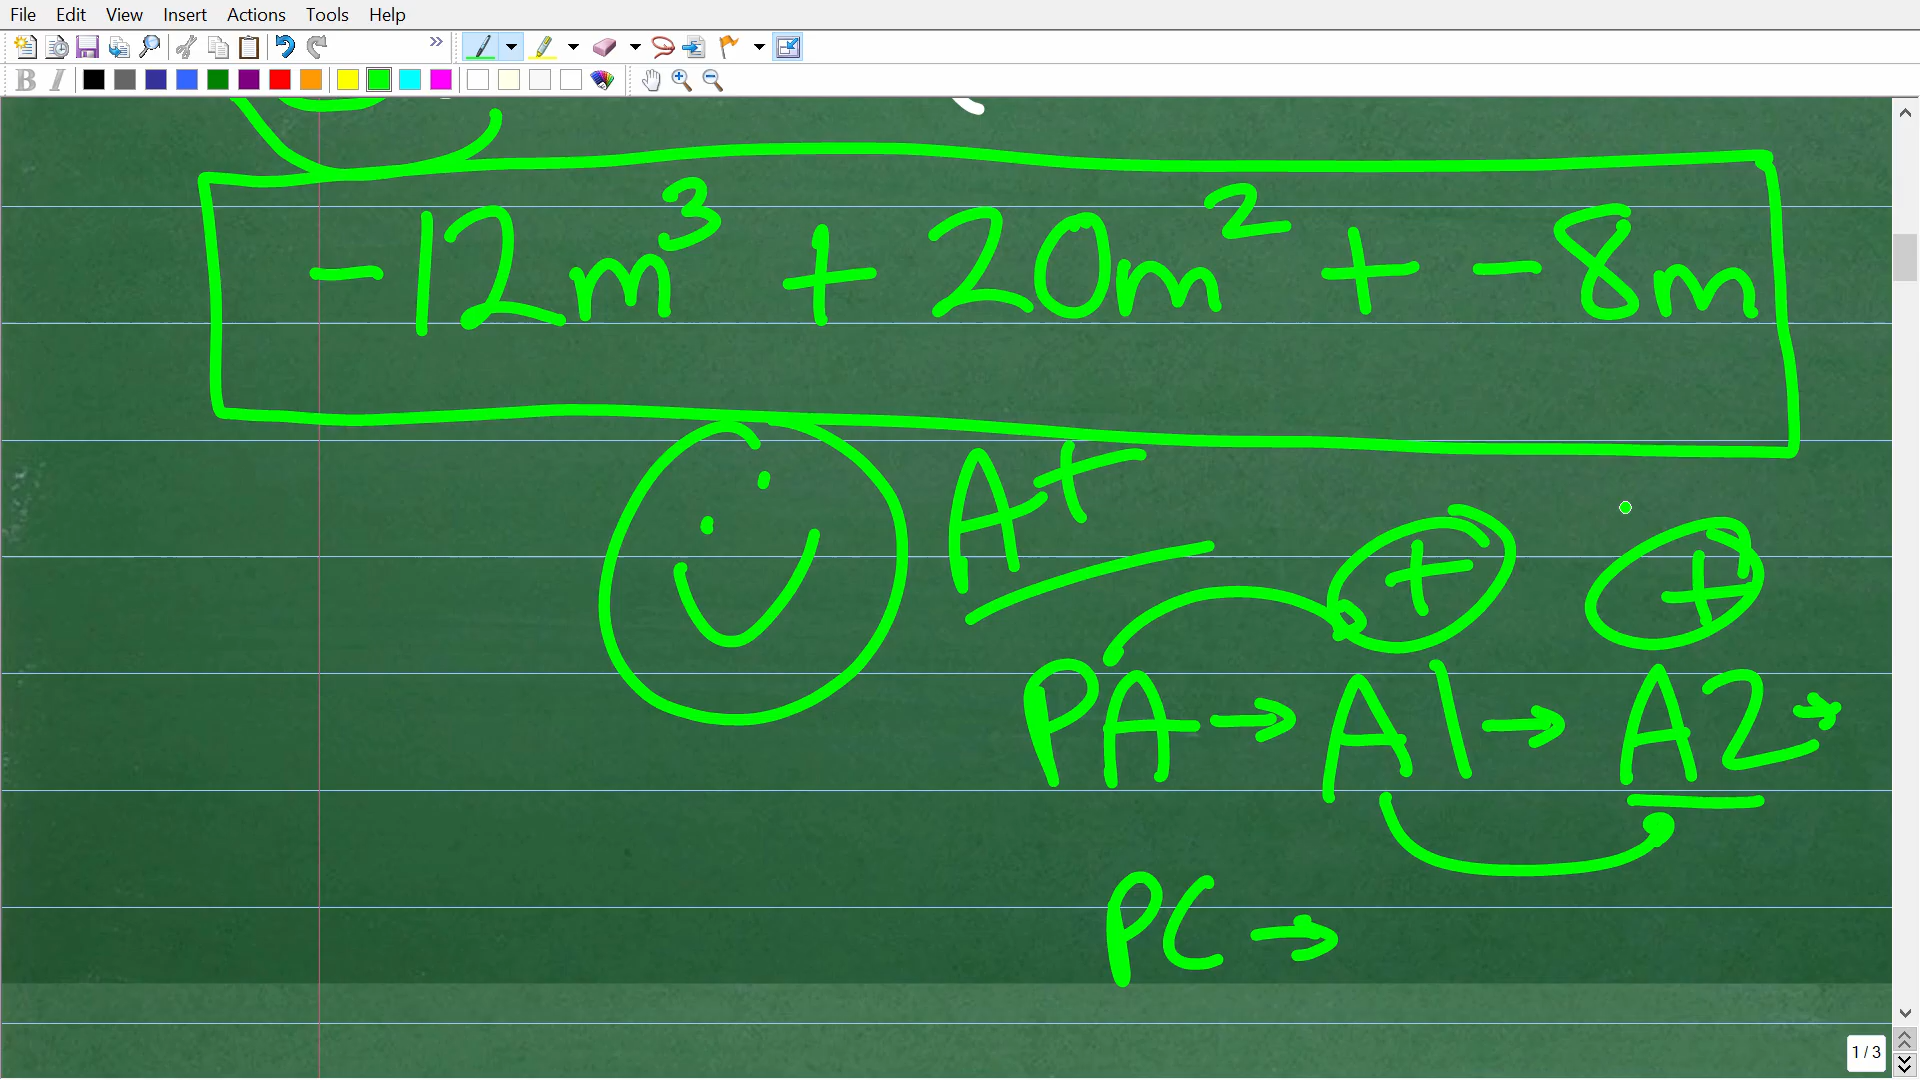 File Edit View Insert Actions Tools Help
B I
-12m³ + 20m² + -8m
A+
+ +
PA → A1 → A2 →
PC →
1 / 3